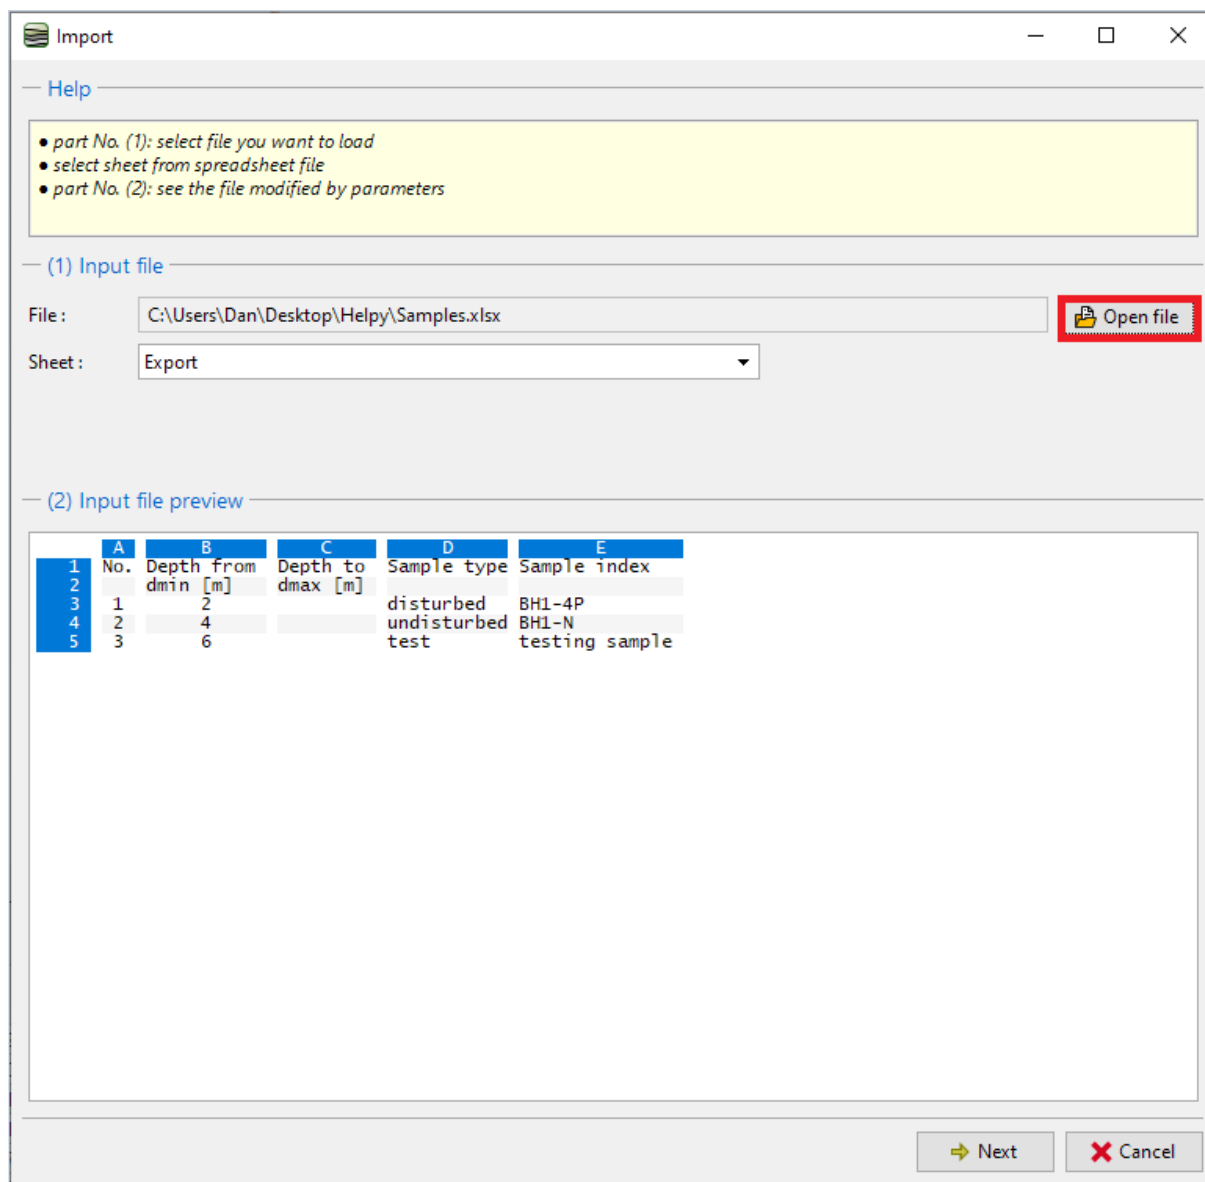 Import
Help
● part No. (1): select file you want to load
● select sheet from spreadsheet file
● part No. (2): see the file modified by parameters
(1) Input file
File : C:\Users\Dan\Desktop\Helpy\Samples.xlsx Open file
Sheet : Export
(2) Input file preview
A B C D E
1 No. Depth from Depth to Sample type Sample index
2 dmin [m] dmax [m]
3 1 2 disturbed BH1-4P
4 2 4 undisturbed BH1-N
5 3 6 test testing sample
Next Cancel